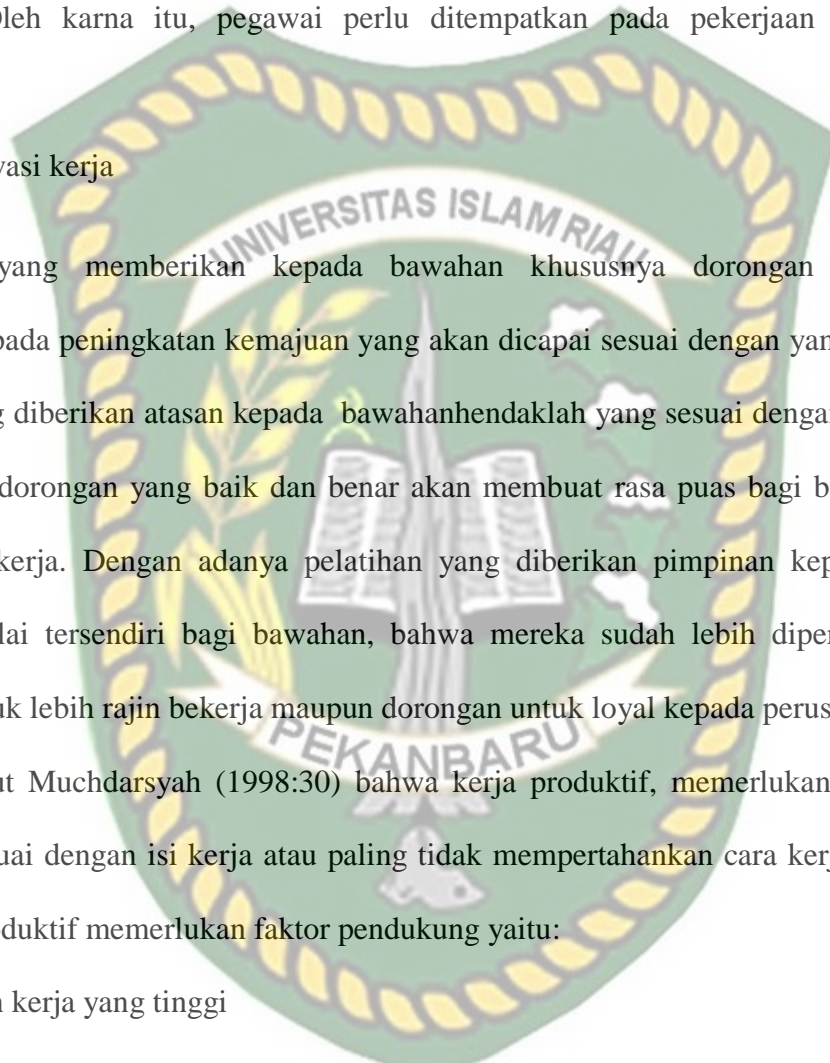 Oleh karna itu, pegawai perlu ditempatkan pada pekerjaan
vasi kerja
UNIVERSITAS ISLAM RIAU
yang memberikan kepada bawahan khususnya dorongan
pada peningkatan kemajuan yang akan dicapai sesuai dengan yan
g diberikan atasan kepada bawahanhendaklah yang sesuai dengan
dorongan yang baik dan benar akan membuat rasa puas bagi b
kerja. Dengan adanya pelatihan yang diberikan pimpinan kep
lai tersendiri bagi bawahan, bahwa mereka sudah lebih diper
uk lebih rajin bekerja maupun dorongan untuk loyal kepada perus
PEKANBARU
ut Muchdarsyah (1998:30) bahwa kerja produktif, memerlukan
uai dengan isi kerja atau paling tidak mempertahankan cara kerj
oduktif memerlukan faktor pendukung yaitu:
n kerja yang tinggi